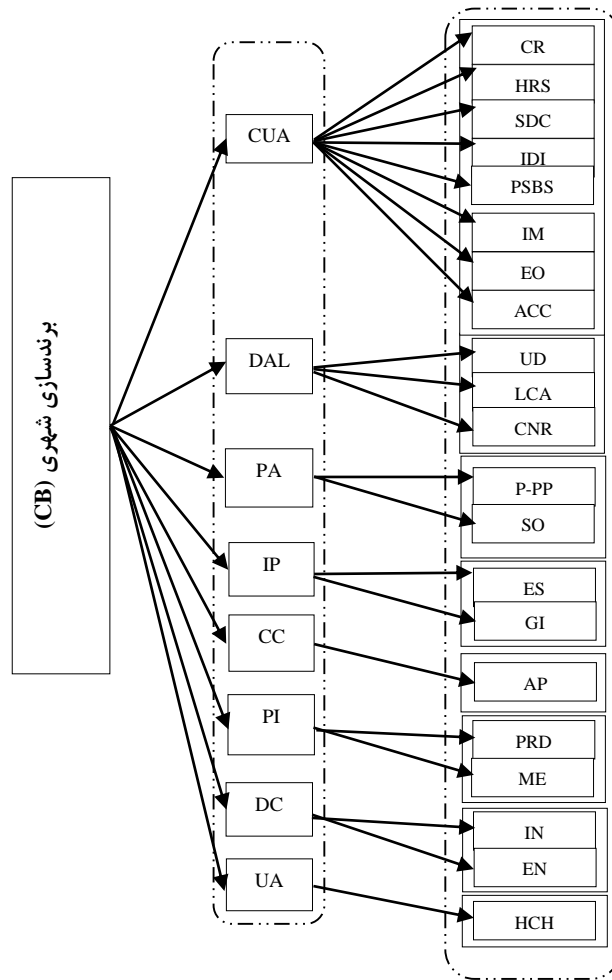 برندسازی شهری (CB)
CUA
DAL
PA
IP
CC
PI
DC
UA
CR
HRS
SDC
IDI
PSBS
IM
EO
ACC
UD
LCA
CNR
P-PP
SO
ES
GI
AP
PRD
ME
IN
EN
HCH